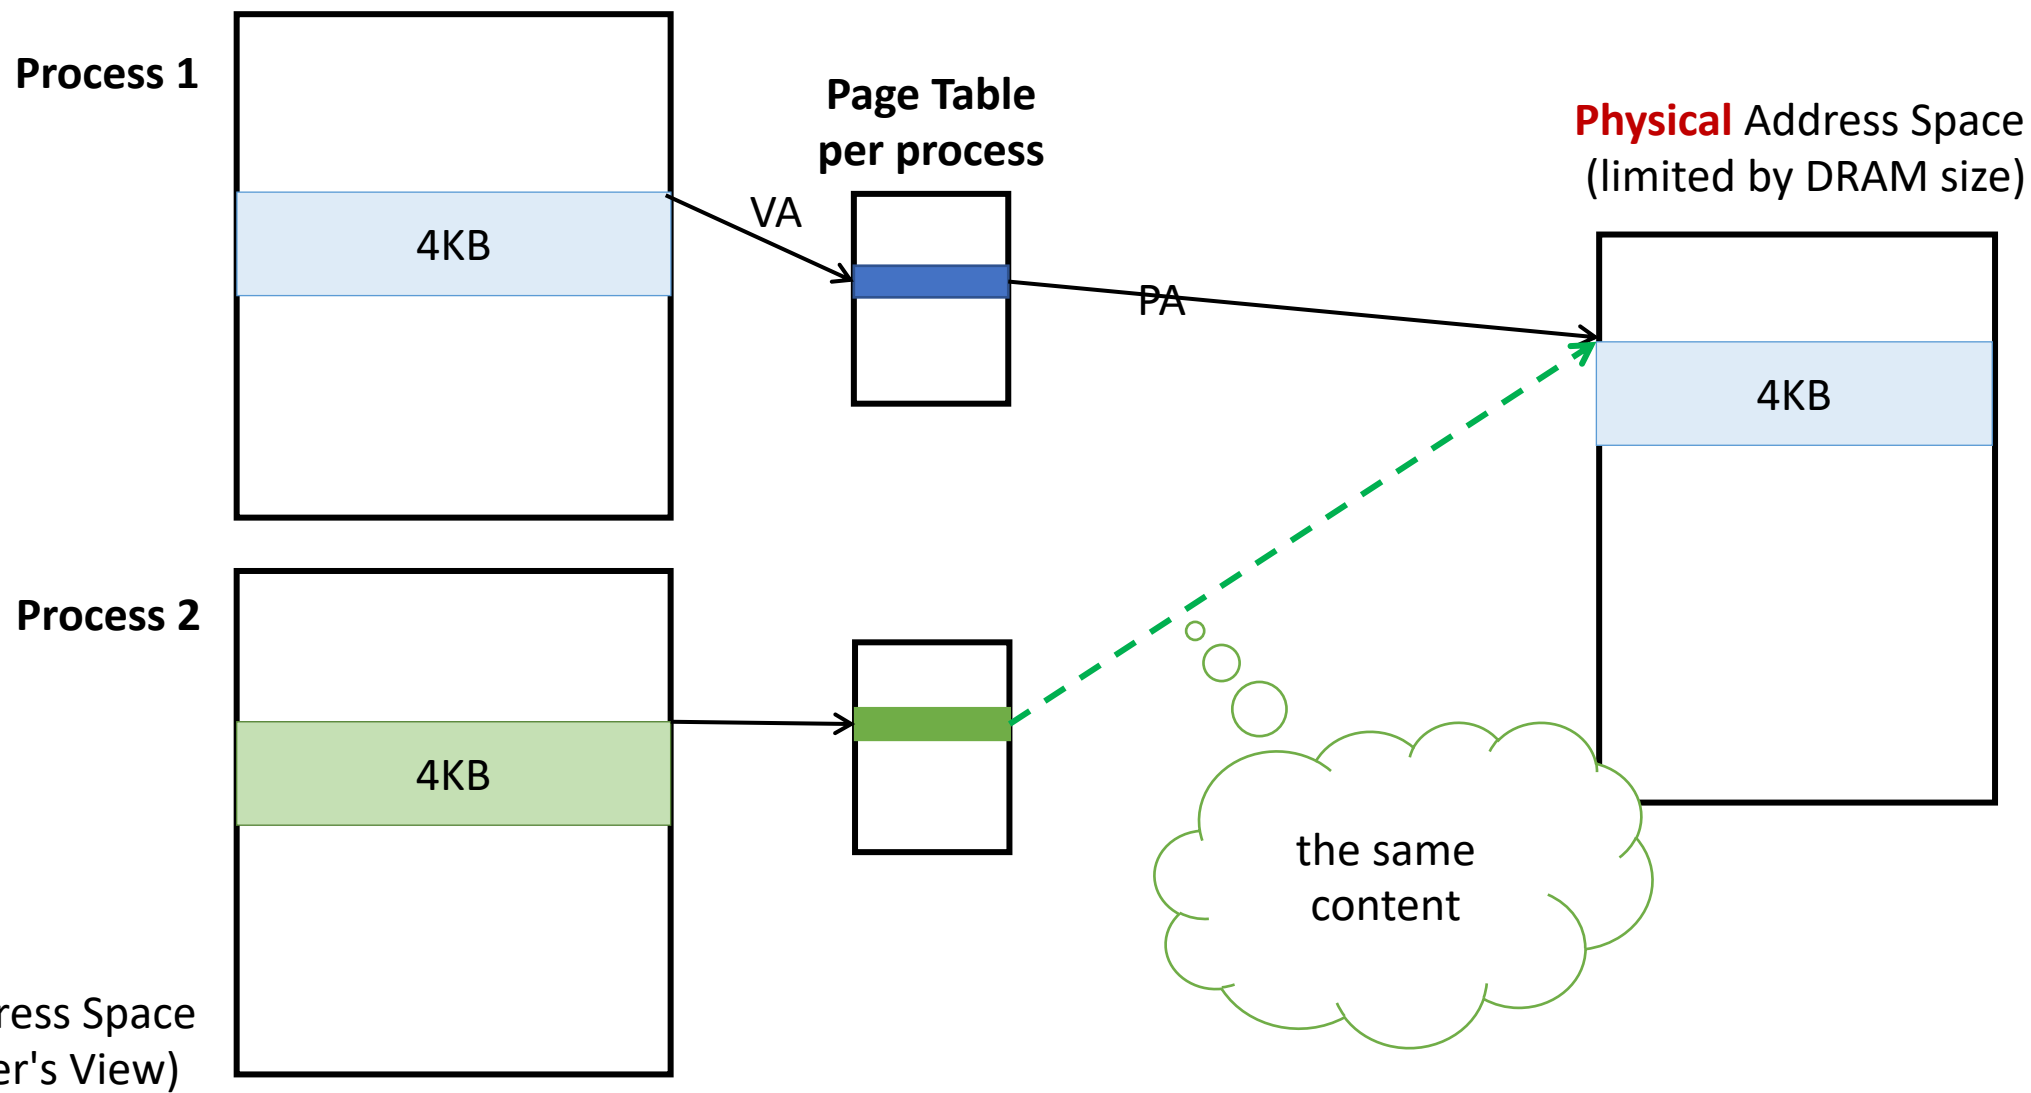 Process 1
Page Table
per process
Physical Address Space
(limited by DRAM size)
VA
4KB
PA
4KB
Process 2
4KB
the same
content
ress Space
er's View)